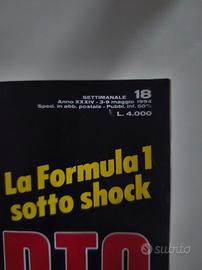 SETTIMANALE 18
Anno XXXIV - 3-9 maggio 1994
Sped. in abb. postale - Pubbl. inf. 50%
L. 4.000
La Formula 1
sotto shock
subito